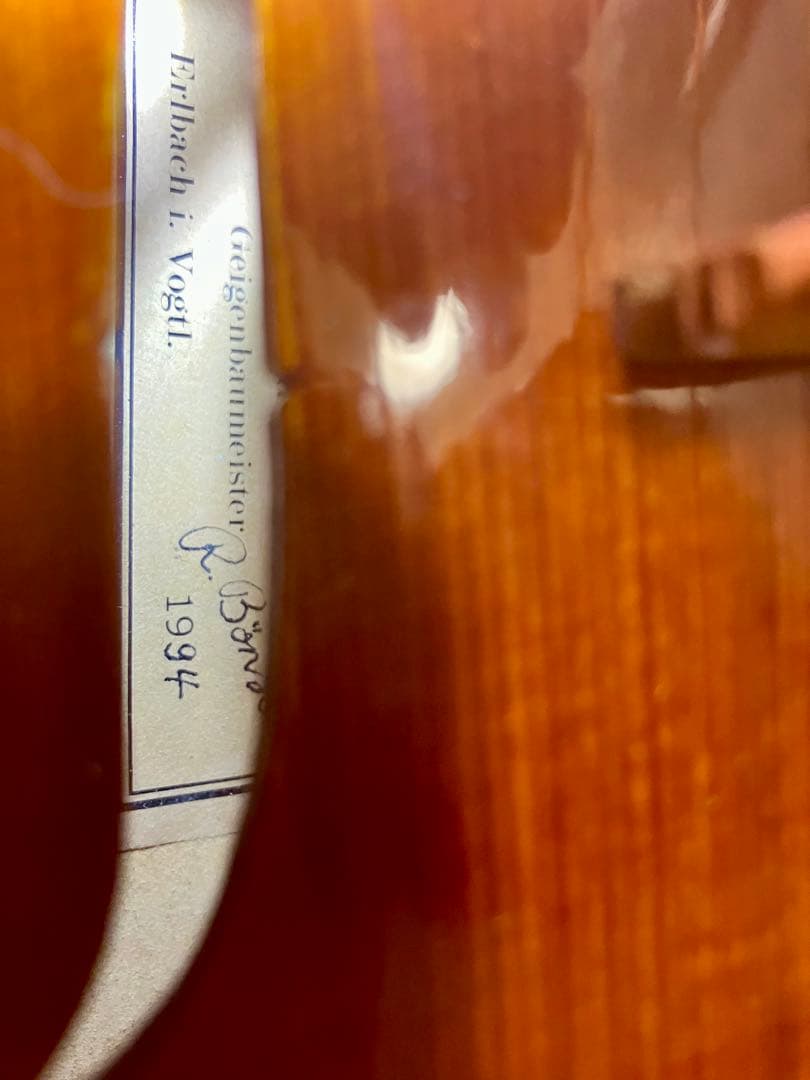 Geigenbaumeister R.
Erlbach i. Vogtl. 1994